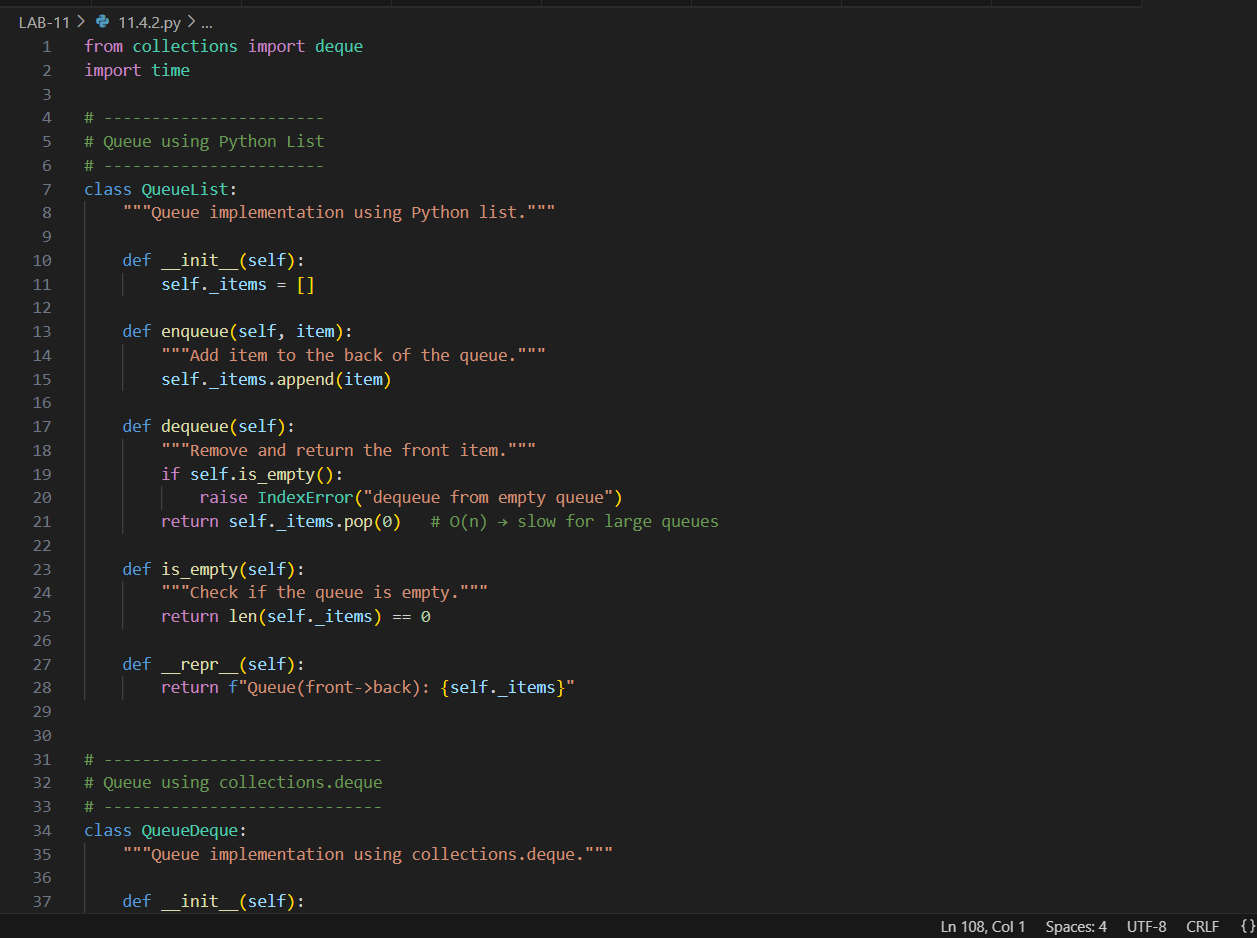 LAB-11 > 11.4.2.py > ...
1 from collections import deque
2 import time
3
4 # -----------------------
5 # Queue using Python List
6 # -----------------------
7 class QueueList:
8     """Queue implementation using Python list."""
9
10     def __init__(self):
11         self._items = []
12
13     def enqueue(self, item):
14         """Add item to the back of the queue."""
15         self._items.append(item)
16
17     def dequeue(self):
18         """Remove and return the front item."""
19         if self.is_empty():
20             raise IndexError("dequeue from empty queue")
21         return self._items.pop(0)   # O(n) → slow for large queues
22
23     def is_empty(self):
24         """Check if the queue is empty."""
25         return len(self._items) == 0
26
27     def __repr__(self):
28         return f"Queue(front->back): {self._items}"
29
30
31 # -----------------------------
32 # Queue using collections.deque
33 # -----------------------------
34 class QueueDeque:
35     """Queue implementation using collections.deque."""
36
37     def __init__(self):
Ln 108, Col 1 Spaces: 4 UTF-8 CRLF {}